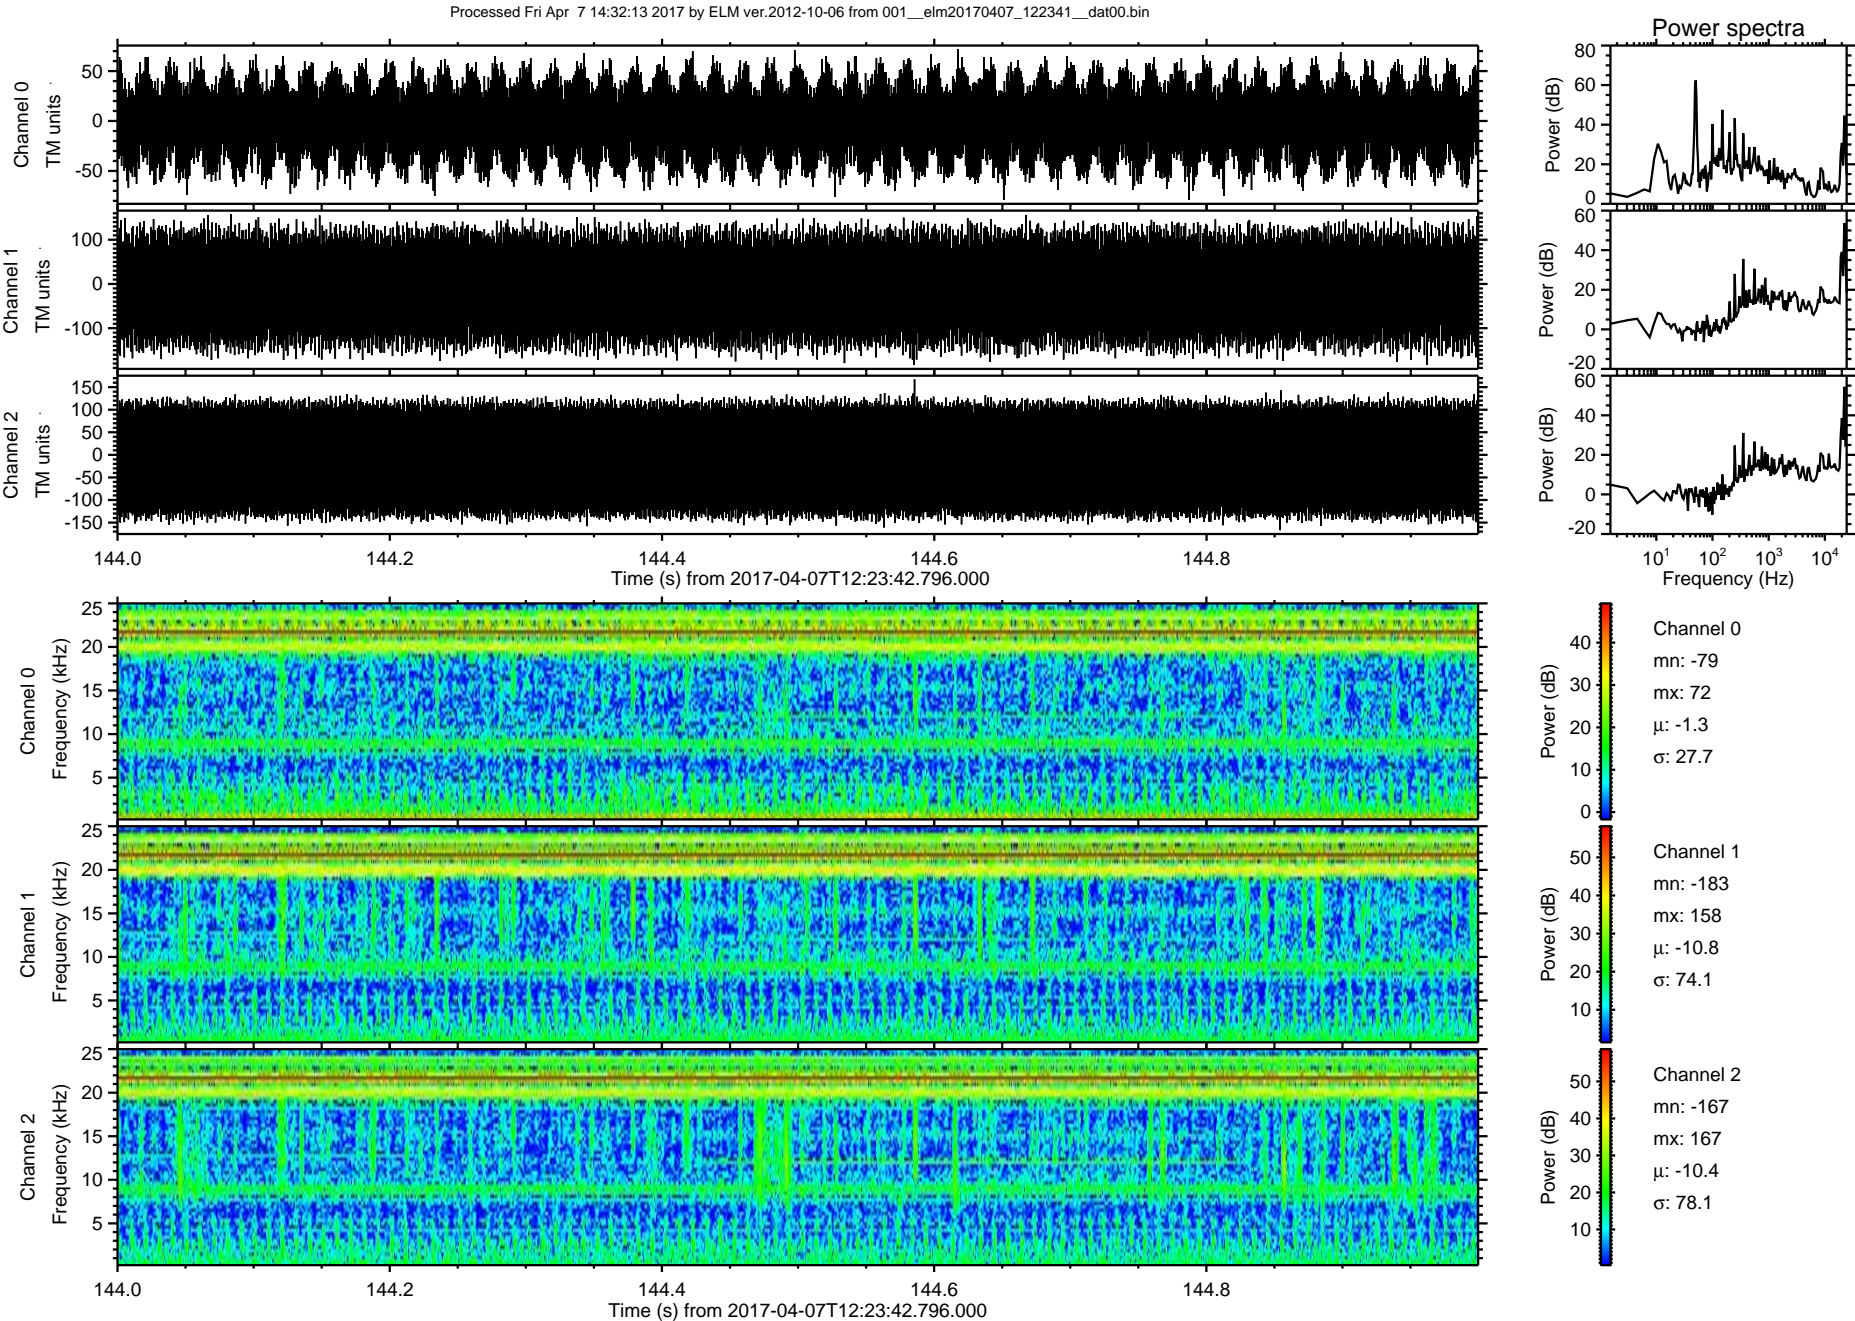 Processed Fri Apr 7 14:32:13 2017 by ELM ver.2012-10-06 from 001__elm20170407_122341__dat00.bin
Power spectra
Channel 0
TM units
50
0
-50
Power (dB)
80
60
40
20
0
Channel 1
TM units
100
0
-100
Power (dB)
60
40
20
0
-20
Channel 2
TM units
150
100
50
0
-50
-100
-150
Power (dB)
60
40
20
0
-20
144.0 144.2 144.4 144.6 144.8
Time (s) from 2017-04-07T12:23:42.796.000
10¹ 10² 10³ 10⁴
Frequency (Hz)
Channel 0
Frequency (kHz)
25
20
15
10
5
Power (dB)
40
30
20
10
0
Channel 0
mn: -79
mx: 72
μ: -1.3
σ: 27.7
Channel 1
Frequency (kHz)
25
20
15
10
5
Power (dB)
50
40
30
20
10
Channel 1
mn: -183
mx: 158
μ: -10.8
σ: 74.1
Channel 2
Frequency (kHz)
25
20
15
10
5
Power (dB)
50
40
30
20
10
Channel 2
mn: -167
mx: 167
μ: -10.4
σ: 78.1
144.0 144.2 144.4 144.6 144.8
Time (s) from 2017-04-07T12:23:42.796.000